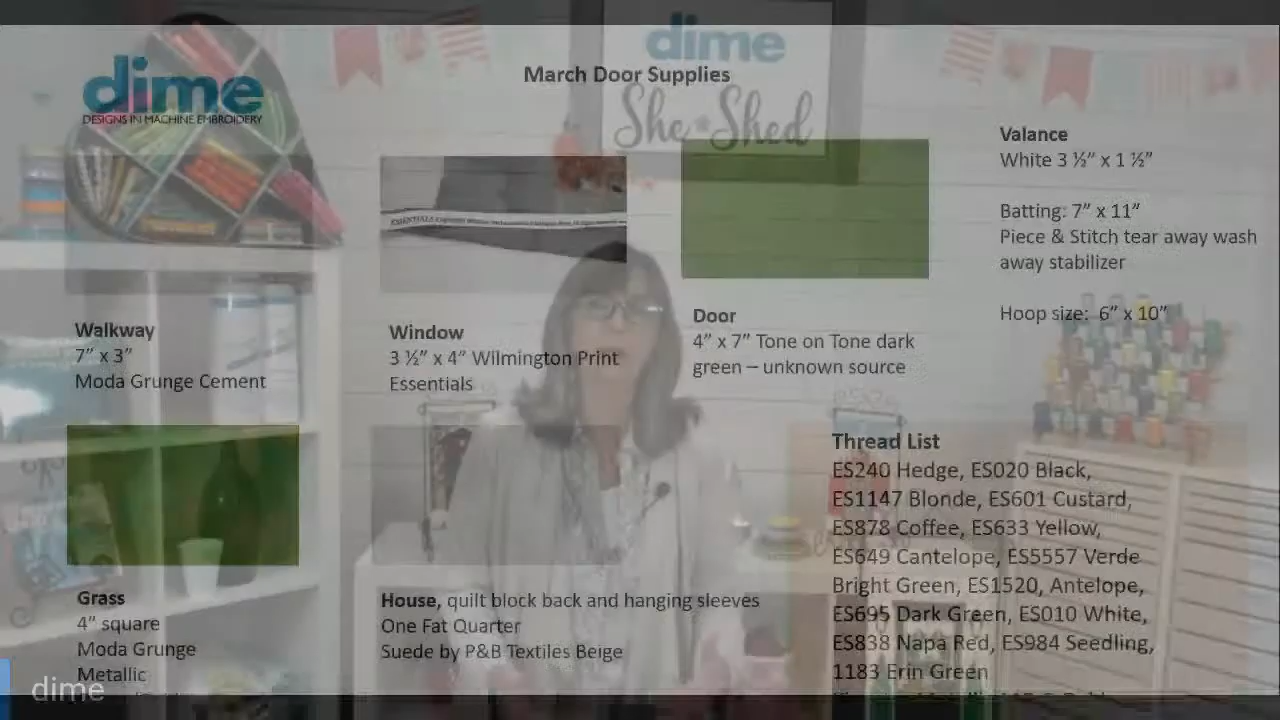 dime
DESIGNS IN MACHINE EMBROIDERY
March Door Supplies
dime
She Shed
Valance
White 3 ½” x 1 ½”
Batting: 7” x 11”
Piece & Stitch tear away wash
away stabilizer
Hoop size: 6” x 10”
ESSENTIALS
Walkway
7” x 3”
Moda Grunge Cement
Window
3 ½” x 4” Wilmington Print
Essentials
Door
4” x 7” Tone on Tone dark
green – unknown source
Thread List
ES240 Hedge, ES020 Black,
ES1147 Blonde, ES601 Custard,
ES878 Coffee, ES633 Yellow,
ES649 Cantelope, ES5557 Verde
Bright Green, ES1520, Antelope,
ES695 Dark Green, ES010 White,
ES838 Napa Red, ES984 Seedling,
1183 Erin Green
Grass
4” square
Moda Grunge
Metallic
House, quilt block back and hanging sleeves
One Fat Quarter
Suede by P&B Textiles Beige
dime